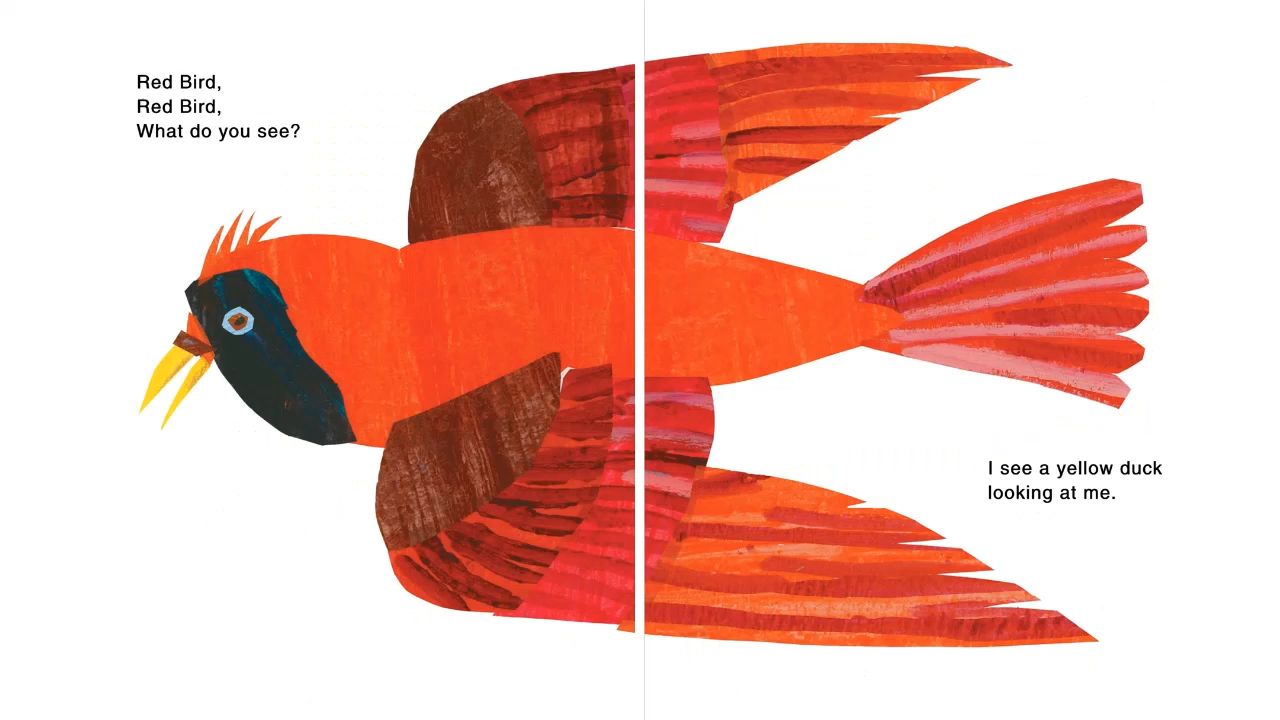 Red Bird,
Red Bird,
What do you see?
I see a yellow duck
looking at me.